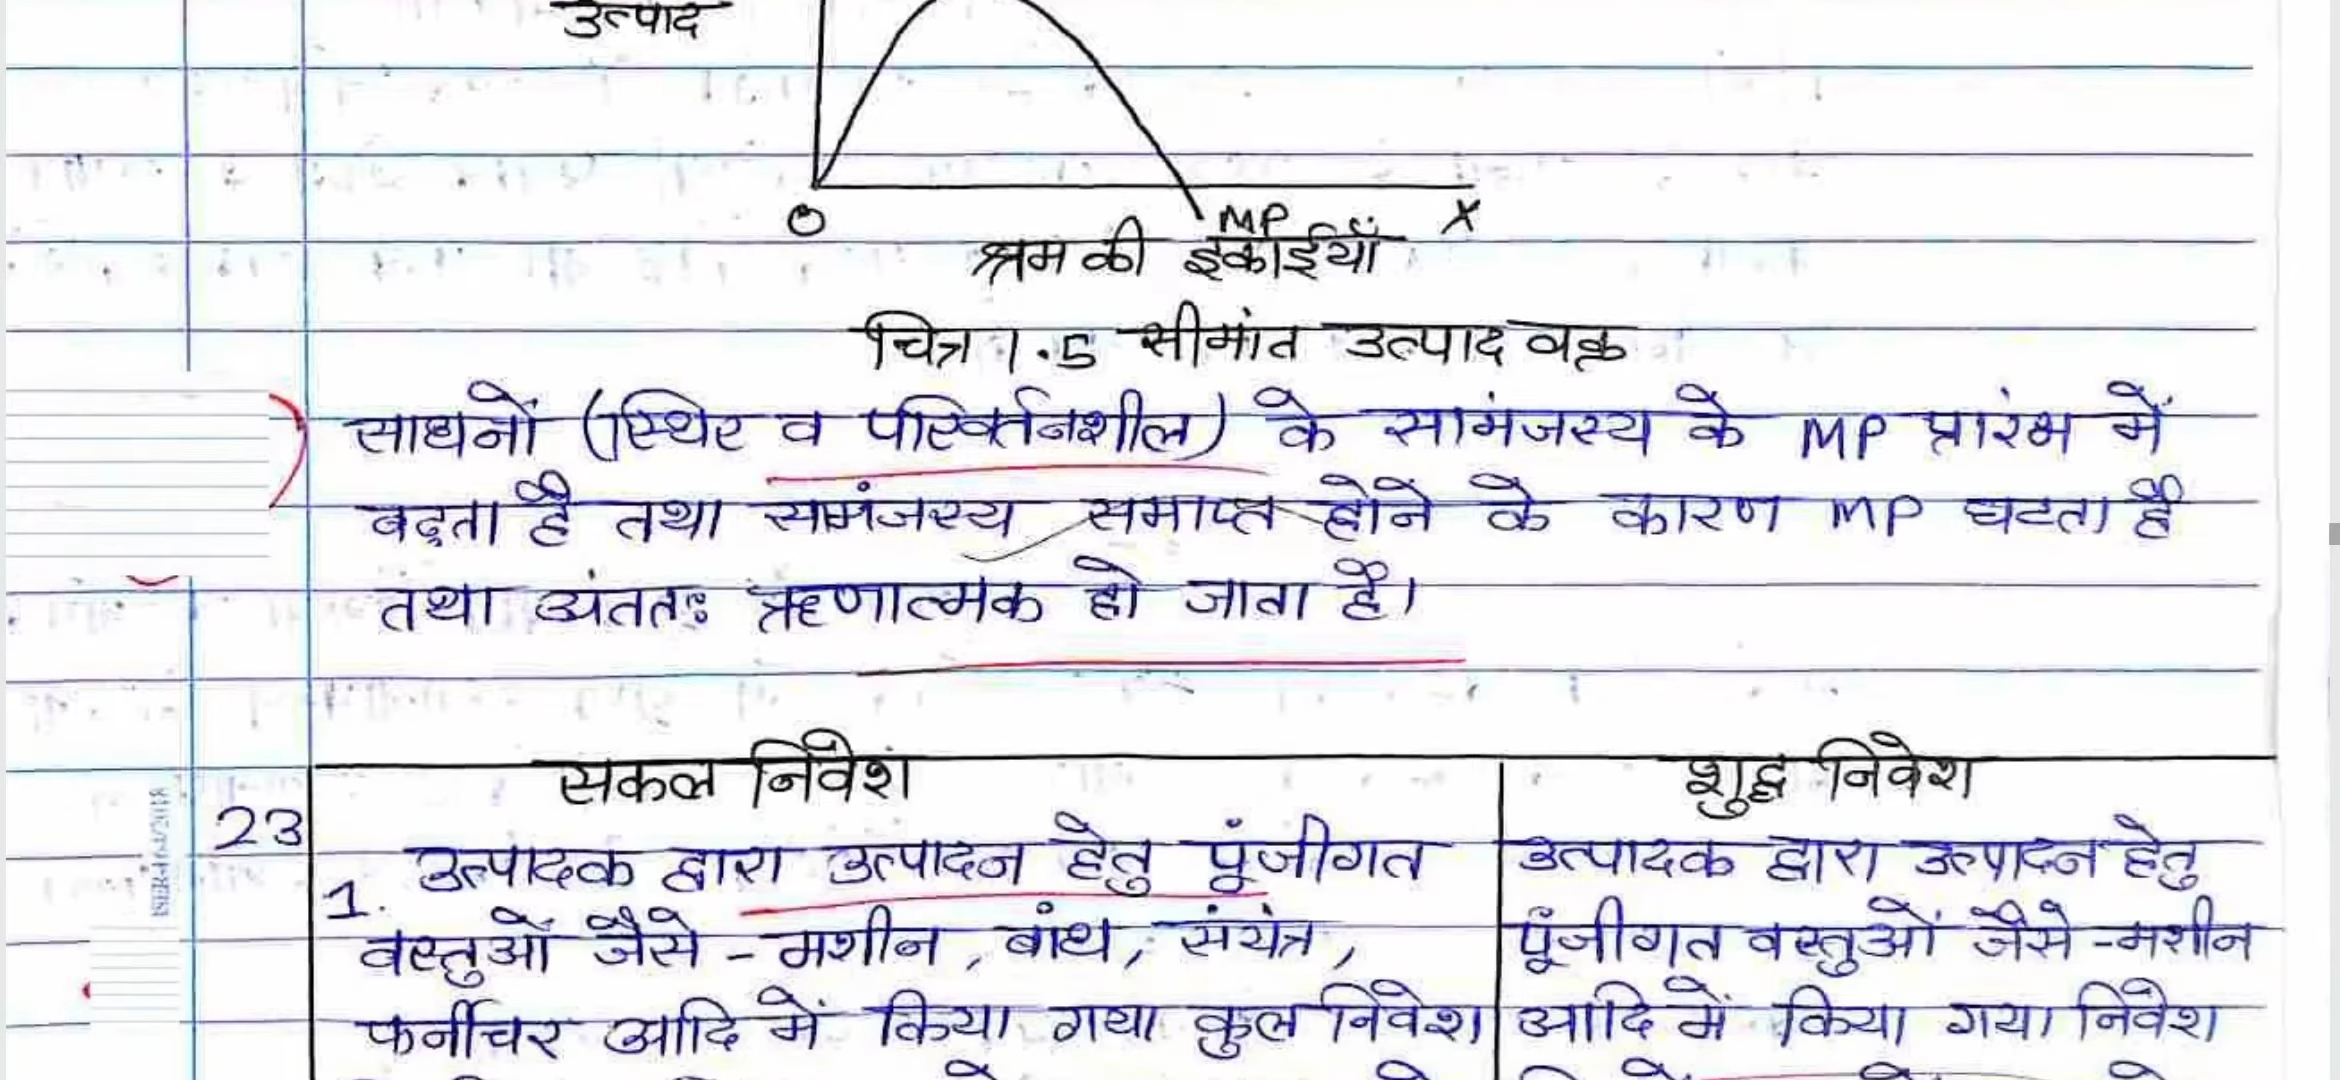 उत्पाद
O MP X
श्रम की इकाईयाँ
चित्र 1.5 सीमांत उत्पाद वक्र
साधनों (स्थिर व परिवर्तनशील) के सामंजस्य के MP प्रारंभ में
बढ़ता है तथा सामंजस्य समाप्त होने के कारण MP घटता है
तथा अंततः ऋणात्मक हो जाता है।
सकल निवेश शुद्ध निवेश
23
1. उत्पादक द्वारा उत्पादन हेतु पूंजीगत
वस्तुओं जैसे - मशीन, बांध, संयंत्र,
फर्नीचर आदि में किया गया कुल निवेश
उत्पादक द्वारा उत्पादन हेतु
पूँजीगत वस्तुओं जैसे - मशीन
आदि में किया गया निवेश